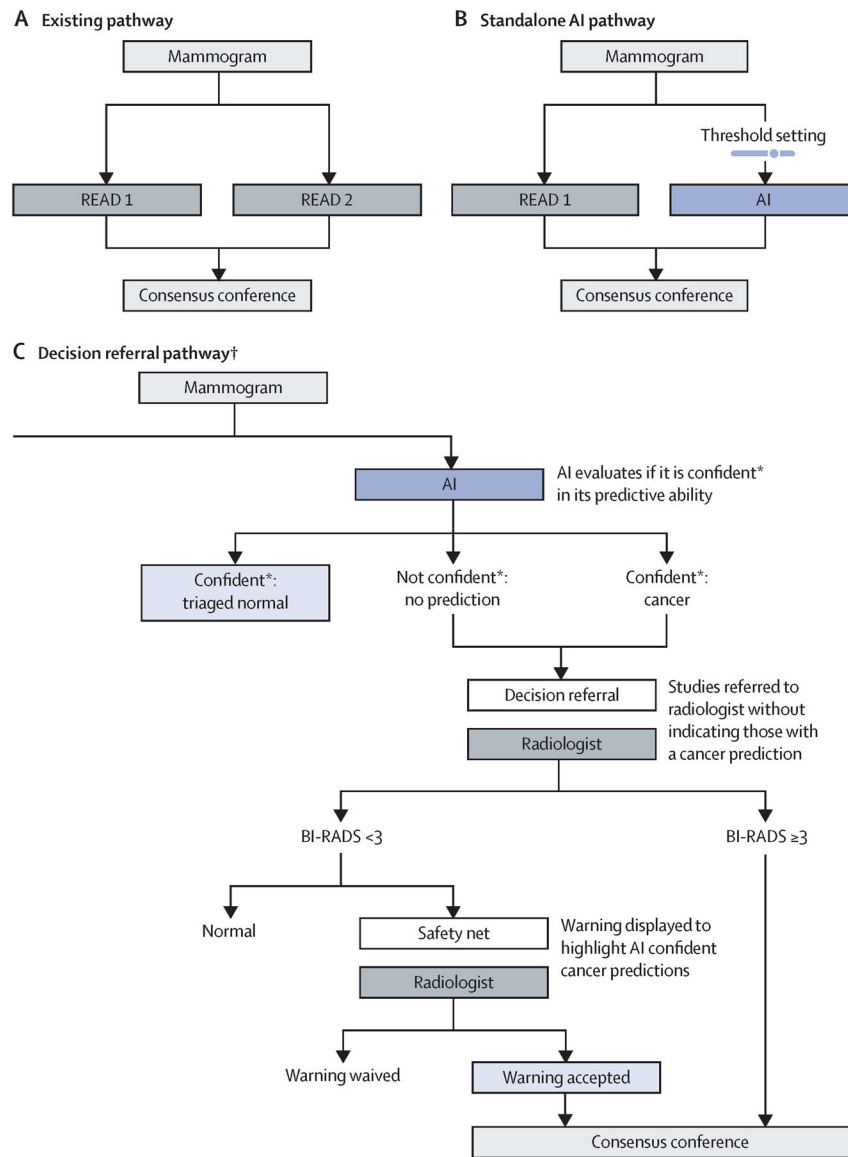 A Existing pathway
Mammogram
READ 1
READ 2
Consensus conference
B Standalone AI pathway
Mammogram
Threshold setting
READ 1
AI
Consensus conference
C Decision referral pathway†
Mammogram
AI
AI evaluates if it is confident*
in its predictive ability
Confident*:
triaged normal
Not confident*:
no prediction
Confident*:
cancer
Decision referral
Studies referred to
radiologist without
indicating those with
a cancer prediction
Radiologist
BI-RADS <3
BI-RADS ≥3
Normal
Safety net
Warning displayed to
highlight AI confident
cancer predictions
Radiologist
Warning waived
Warning accepted
Consensus conference